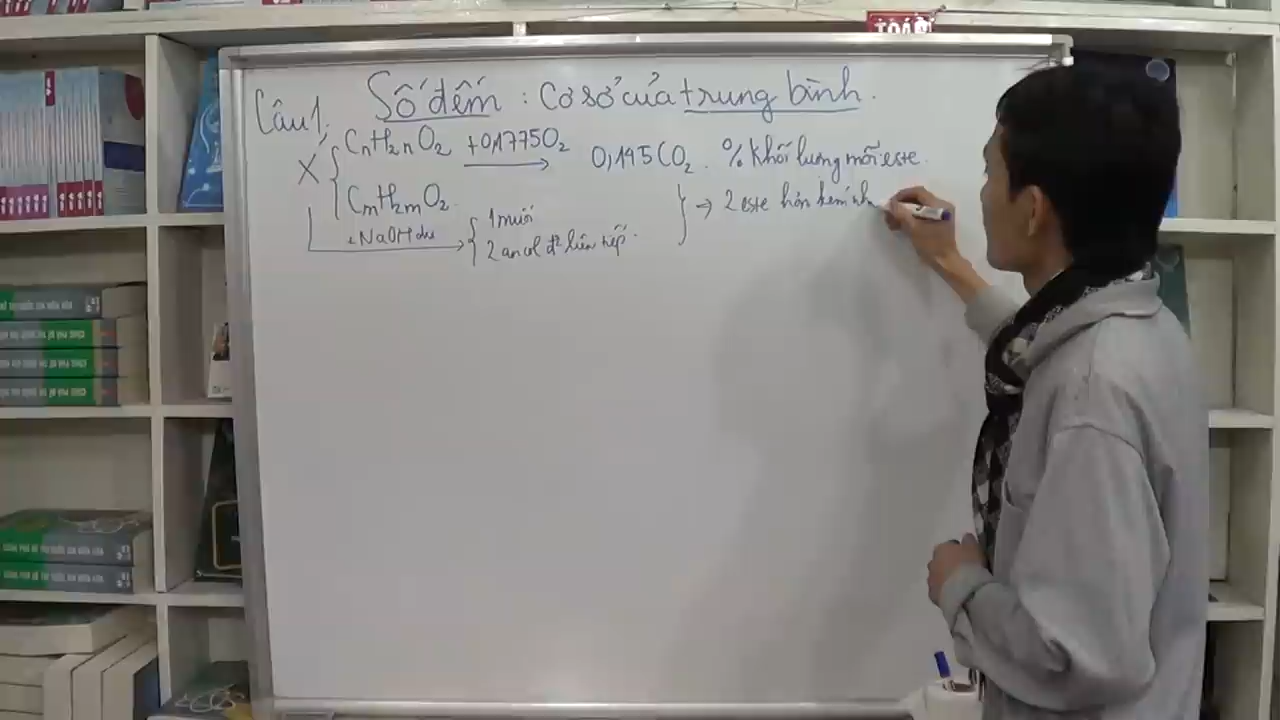 TOÁN
Số đếm : Cơ sở của trung bình.
Câu 1.
X { CnH2nO2 + 0,1775O2 → 0,145CO2. % Khối lượng mỗi este.
CmH2mO2
+NaOH dư → { 1 muối
2 ancol đ² liên tiếp.
} → 2 este hơn kém nh